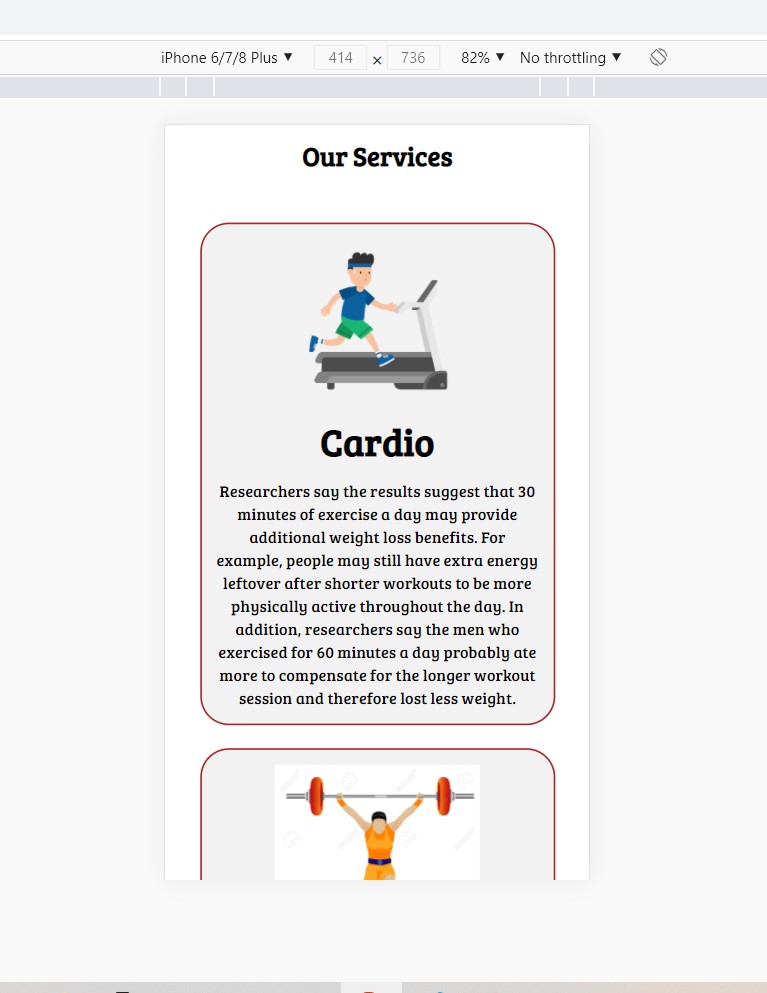 iPhone 6/7/8 Plus ▼ 414 × 736 82% ▼ No throttling ▼
Our Services
Cardio
Researchers say the results suggest that 30
minutes of exercise a day may provide
additional weight loss benefits. For
example, people may still have extra energy
leftover after shorter workouts to be more
physically active throughout the day. In
addition, researchers say the men who
exercised for 60 minutes a day probably ate
more to compensate for the longer workout
session and therefore lost less weight.